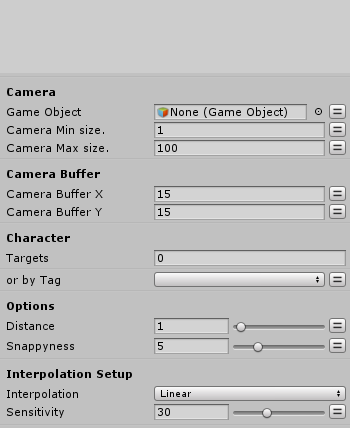 Camera
Game Object None (Game Object)
Camera Min size. 1
Camera Max size. 100
Camera Buffer
Camera Buffer X 15
Camera Buffer Y 15
Character
Targets 0
or by Tag
Options
Distance 1
Snappyness 5
Interpolation Setup
Interpolation Linear
Sensitivity 30